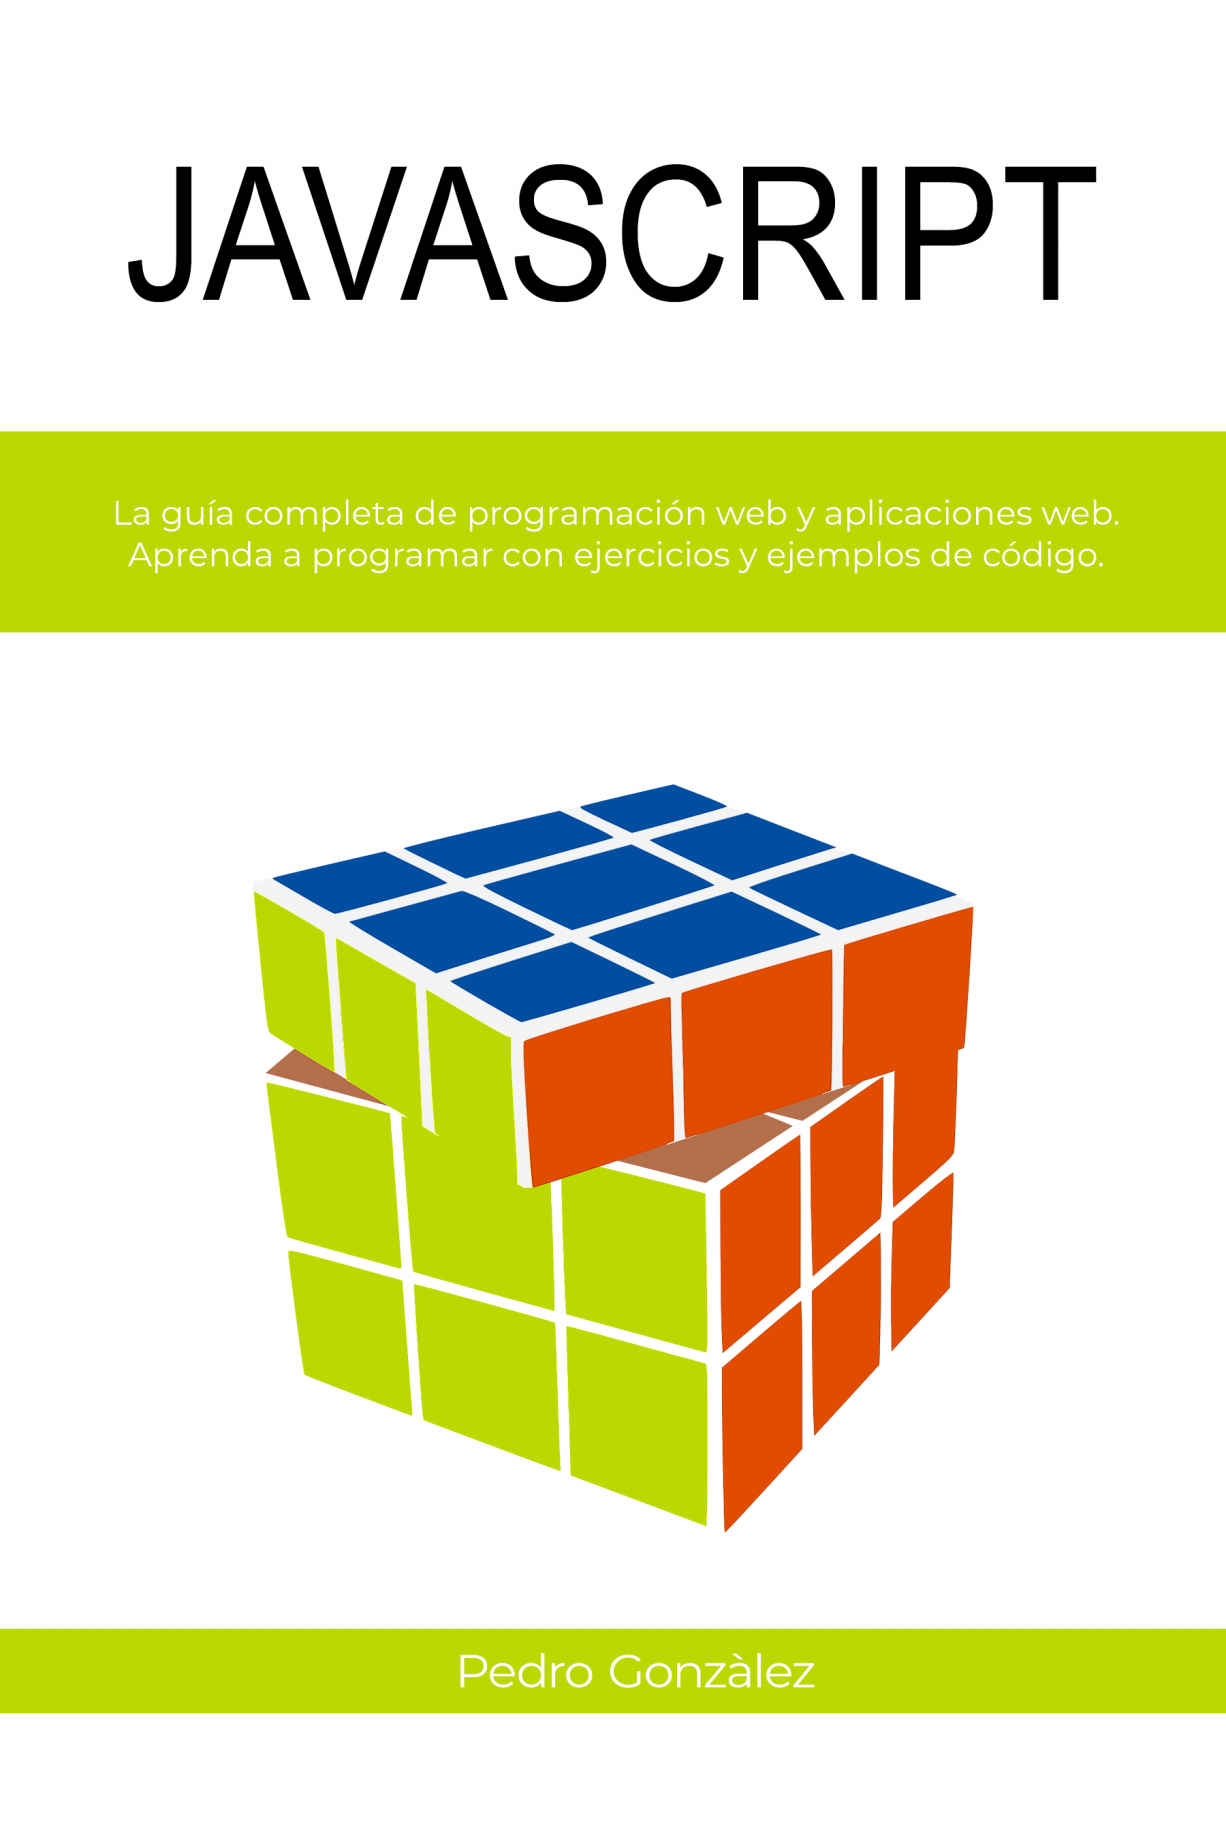 JAVASCRIPT
La guía completa de programación web y aplicaciones web.
Aprenda a programar con ejercicios y ejemplos de código.
Pedro Gonzàlez